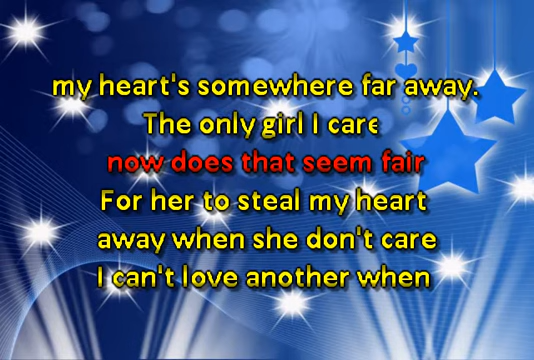 my heart's somewhere far away.
The only girl I care
now does that seem fair
For her to steal my heart
away when she don't care
I can't love another when